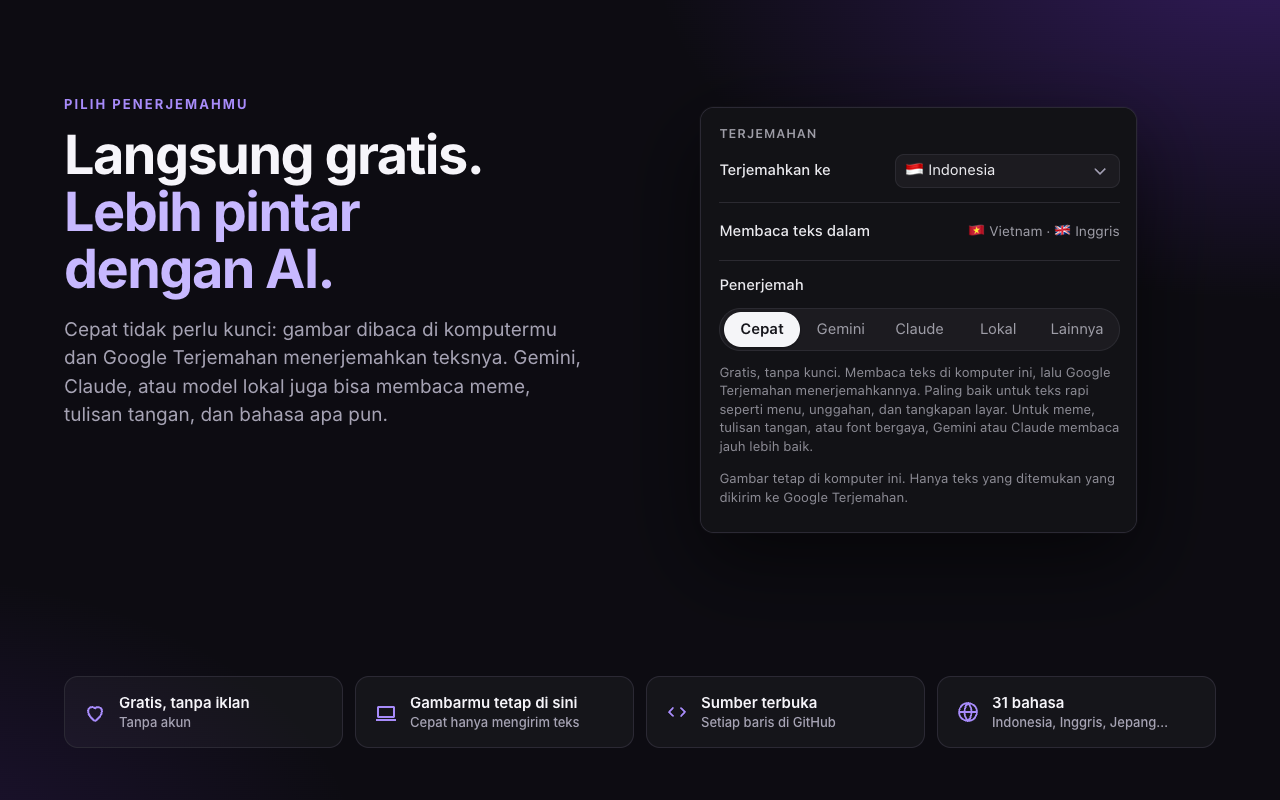 PILIH PENERJEMAHMU
Langsung gratis.
Lebih pintar
dengan AI.
Cepat tidak perlu kunci: gambar dibaca di komputermu
dan Google Terjemahan menerjemahkan teksnya. Gemini,
Claude, atau model lokal juga bisa membaca meme,
tulisan tangan, dan bahasa apa pun.
TERJEMAHAN
Terjemahkan ke
Indonesia
Membaca teks dalam
Vietnam · Inggris
Penerjemah
Cepat Gemini Claude Lokal Lainnya
Gratis, tanpa kunci. Membaca teks di komputer ini, lalu Google
Terjemahan menerjemahkannya. Paling baik untuk teks rapi
seperti menu, unggahan, dan tangkapan layar. Untuk meme,
tulisan tangan, atau font bergaya, Gemini atau Claude membaca
jauh lebih baik.
Gambar tetap di komputer ini. Hanya teks yang ditemukan yang
dikirim ke Google Terjemahan.
Gratis, tanpa iklan
Tanpa akun
Gambarmu tetap di sini
Cepat hanya mengirim teks
Sumber terbuka
Setiap baris di GitHub
31 bahasa
Indonesia, Inggris, Jepang...